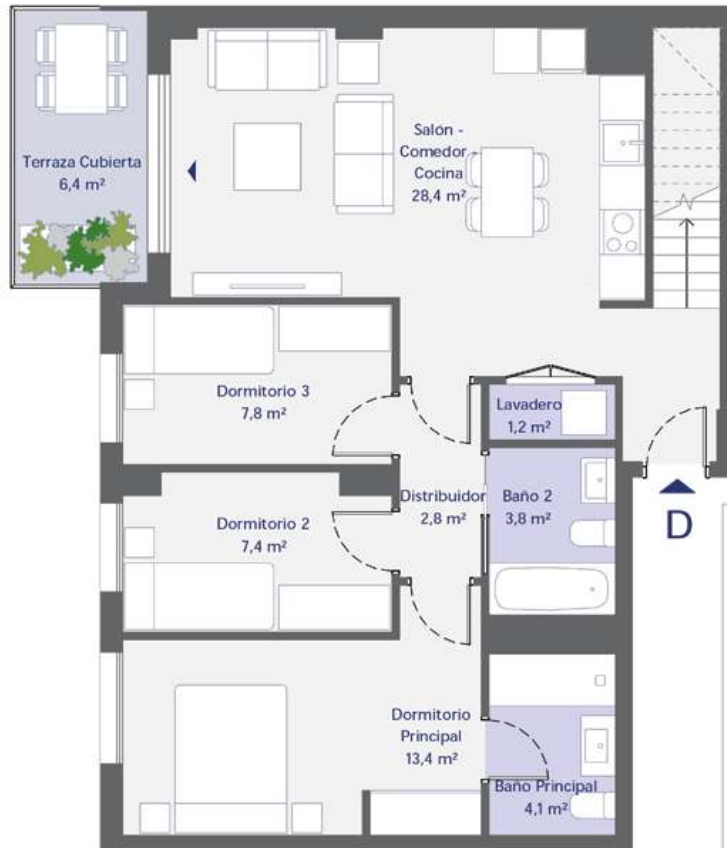 Terraza Cubierta
6,4 m²
Salón -
Comedor -
Cocina
28,4 m²
Dormitorio 3
7,8 m²
Lavadero
1,2 m²
Dormitorio 2
7,4 m²
Distribuidor
2,8 m²
Baño 2
3,8 m²
D
Dormitorio
Principal
13,4 m²
Baño Principal
4,1 m²